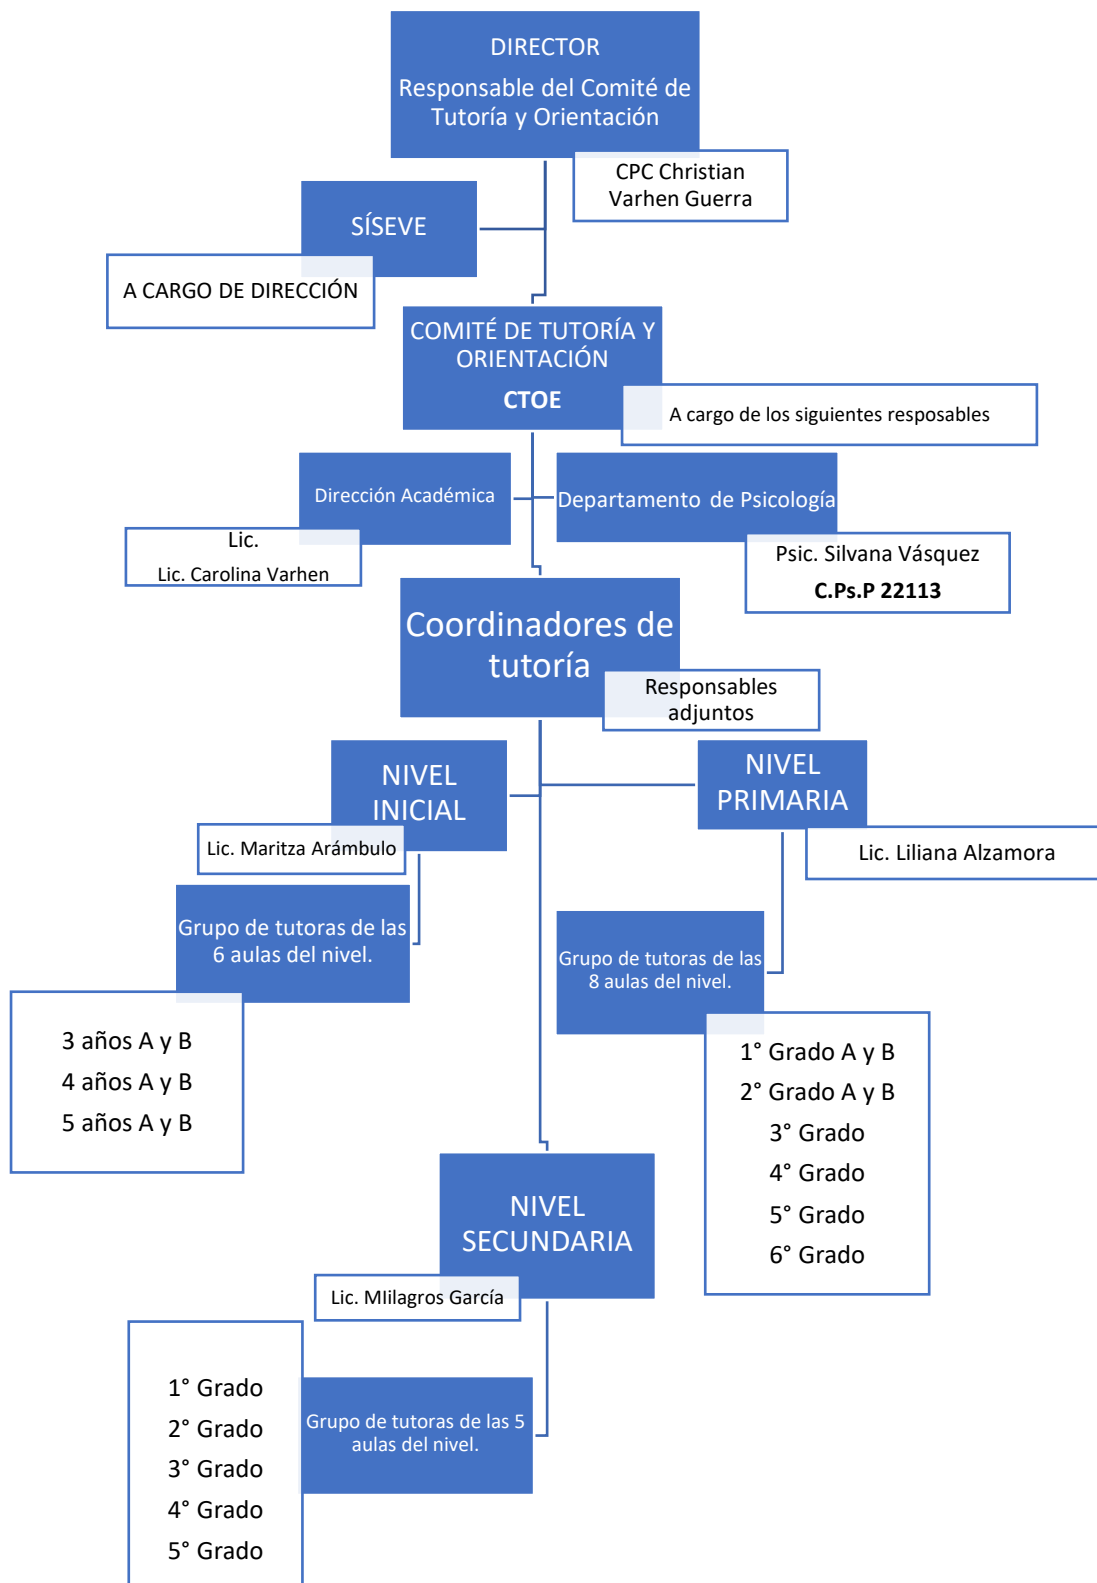 DIRECTOR
Responsable del Comité de
Tutoría y Orientación
CPC Christian
Varhen Guerra
SÍSEVE
A CARGO DE DIRECCIÓN
COMITÉ DE TUTORÍA Y
ORIENTACIÓN
CTOE
A cargo de los siguientes resposables
Dirección Académica
Lic.
Lic. Carolina Varhen
Departamento de Psicología
Psic. Silvana Vásquez
C.Ps.P 22113
Coordinadores de
tutoría
Responsables
adjuntos
NIVEL
INICIAL
Lic. Maritza Arámbulo
NIVEL
PRIMARIA
Lic. Liliana Alzamora
Grupo de tutoras de las
6 aulas del nivel.
3 años A y B
4 años A y B
5 años A y B
Grupo de tutoras de las
8 aulas del nivel.
1° Grado A y B
2° Grado A y B
3° Grado
4° Grado
5° Grado
6° Grado
NIVEL
SECUNDARIA
Lic. MIilagros García
Grupo de tutoras de las 5
aulas del nivel.
1° Grado
2° Grado
3° Grado
4° Grado
5° Grado